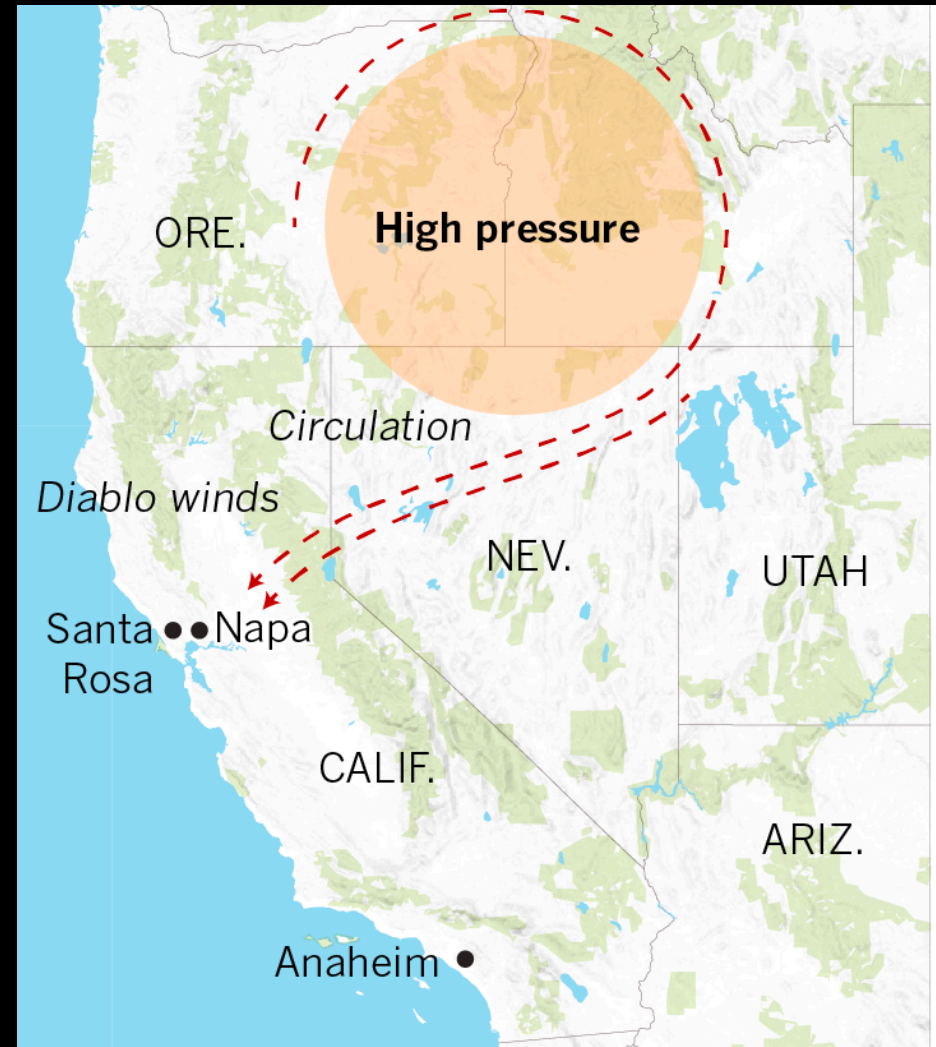 ORE.
High pressure
Circulation
Diablo winds
NEV.
UTAH
Santa
Rosa
Napa
CALIF.
ARIZ.
Anaheim